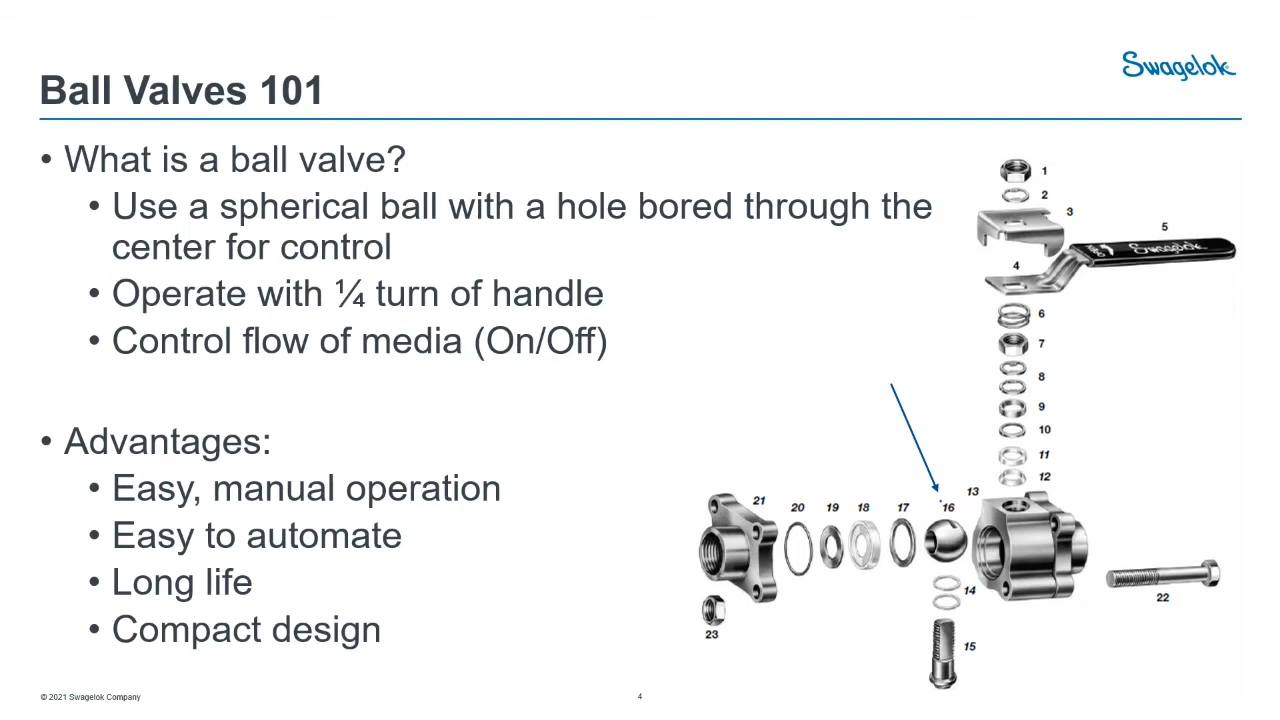 Swagelok
Ball Valves 101
• What is a ball valve?
• Use a spherical ball with a hole bored through the
center for control
• Operate with ¼ turn of handle
• Control flow of media (On/Off)
• Advantages:
• Easy, manual operation
• Easy to automate
• Long life
• Compact design
1
2
3
5
Swagelok
4
6
7
8
9
10
11
12
13
21
20
19
18
17
16
14
22
23
15
© 2021 Swagelok Company
4